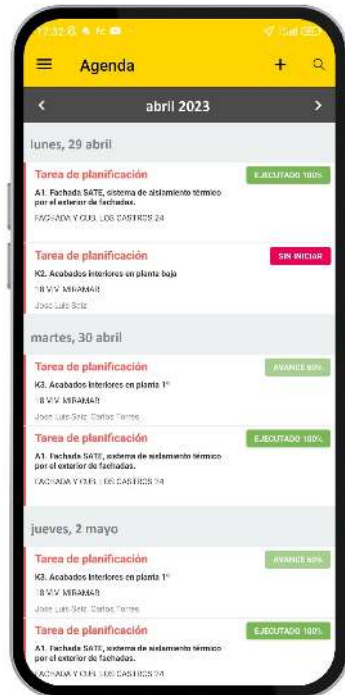 17:32
Agenda
abril 2023
lunes, 29 abril
Tarea de planificación
EJECUTADO 100%
A1. Fachada SATE, sistema de aislamiento térmico
por el exterior de fachadas.
FACHADA Y CUB. LOS CASTROS 24
Tarea de planificación
SIN INICIAR
K2. Acabados interiores en planta baja
18 VIV. MIRAMAR
Jose Luis Saiz
martes, 30 abril
Tarea de planificación
AVANCE 60%
K3. Acabados interiores en planta 1º
18 VIV. MIRAMAR
Jose Luis Saiz, Carlos Torres
Tarea de planificación
EJECUTADO 100%
A1. Fachada SATE, sistema de aislamiento térmico
por el exterior de fachadas.
FACHADA Y CUB. LOS CASTROS 24
jueves, 2 mayo
Tarea de planificación
AVANCE 60%
K3. Acabados interiores en planta 1º
18 VIV. MIRAMAR
Jose Luis Saiz, Carlos Torres
Tarea de planificación
EJECUTADO 100%
A1. Fachada SATE, sistema de aislamiento térmico
por el exterior de fachadas.
FACHADA Y CUB. LOS CASTROS 24